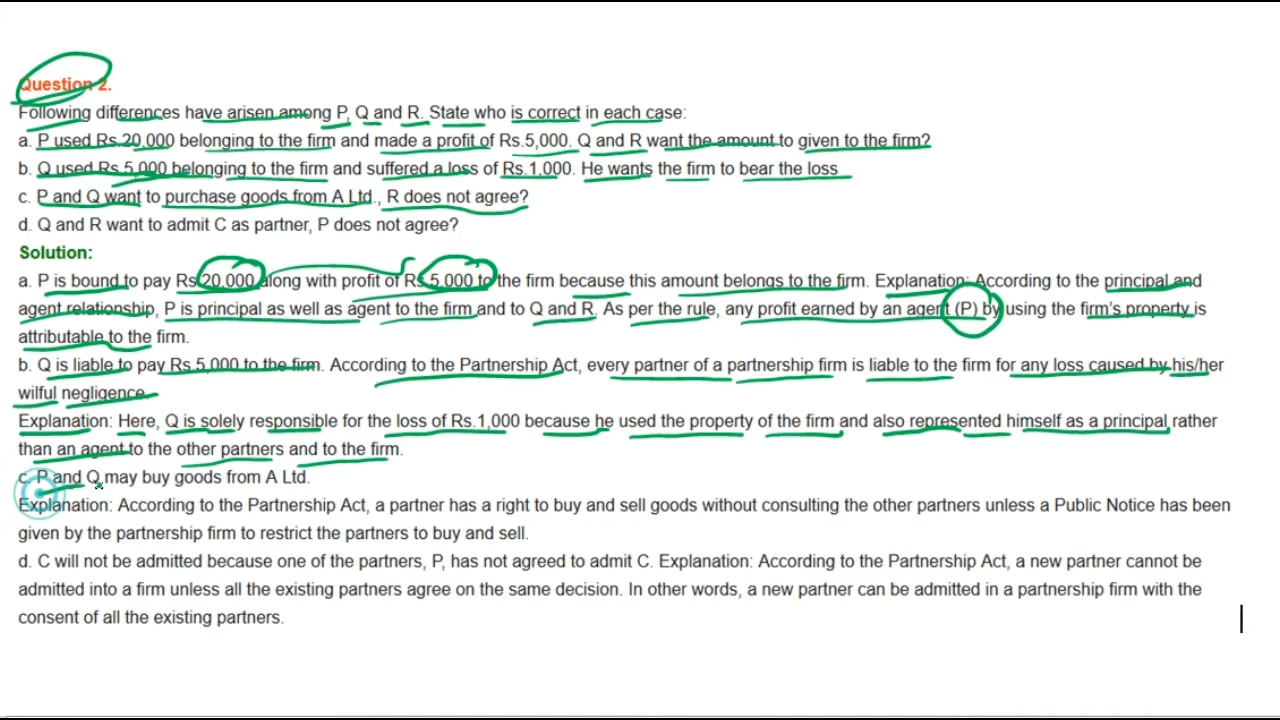 Question 2.
Following differences have arisen among P, Q and R. State who is correct in each case:
a. P used Rs.20,000 belonging to the firm and made a profit of Rs.5,000. Q and R want the amount to given to the firm?
b. Q used Rs.5,000 belonging to the firm and suffered a loss of Rs.1,000. He wants the firm to bear the loss
c. P and Q want to purchase goods from A Ltd., R does not agree?
d. Q and R want to admit C as partner, P does not agree?
Solution:
a. P is bound to pay Rs.20,000 along with profit of Rs.5,000 to the firm because this amount belongs to the firm. Explanation: According to the principal and
agent relationship, P is principal as well as agent to the firm and to Q and R. As per the rule, any profit earned by an agent (P) by using the firm's property is
attributable to the firm.
b. Q is liable to pay Rs.5,000 to the firm. According to the Partnership Act, every partner of a partnership firm is liable to the firm for any loss caused by his/her
wilful negligence.
Explanation: Here, Q is solely responsible for the loss of Rs.1,000 because he used the property of the firm and also represented himself as a principal rather
than an agent to the other partners and to the firm.
c. P and Q may buy goods from A Ltd.
Explanation: According to the Partnership Act, a partner has a right to buy and sell goods without consulting the other partners unless a Public Notice has been
given by the partnership firm to restrict the partners to buy and sell.
d. C will not be admitted because one of the partners, P, has not agreed to admit C. Explanation: According to the Partnership Act, a new partner cannot be
admitted into a firm unless all the existing partners agree on the same decision. In other words, a new partner can be admitted in a partnership firm with the
consent of all the existing partners.